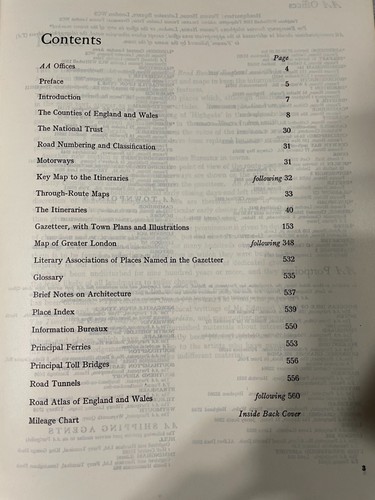 Contents
Page
AA Offices 4
Preface 5
Introduction 7
The Counties of England and Wales 8
The National Trust 30
Road Numbering and Classification 31
Motorways 31
Key Map to the Itineraries following 32
Through-Route Maps 33
The Itineraries 40
Gazetteer, with Town Plans and Illustrations 153
Map of Greater London following 348
Literary Associations of Places Named in the Gazetteer 532
Glossary 535
Brief Notes on Architecture 537
Place Index 539
Information Bureaux 550
Principal Ferries 553
Principal Toll Bridges 556
Road Tunnels 556
Road Atlas of England and Wales following 560
Mileage Chart Inside Back Cover
3